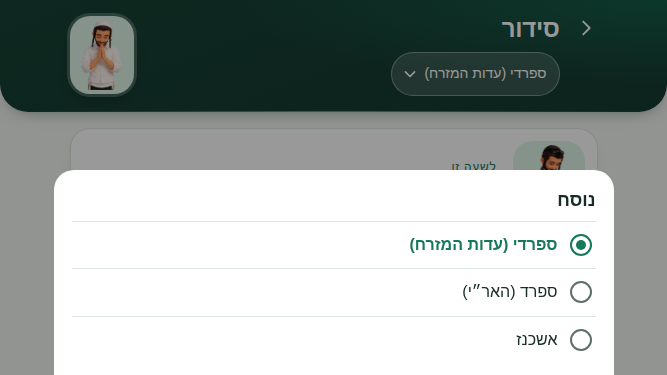 סידור
ספרדי (עדות המזרח)
לשעה זו
נוסח
ספרדי (עדות המזרח)
ספרד (האר״י)
אשכנז